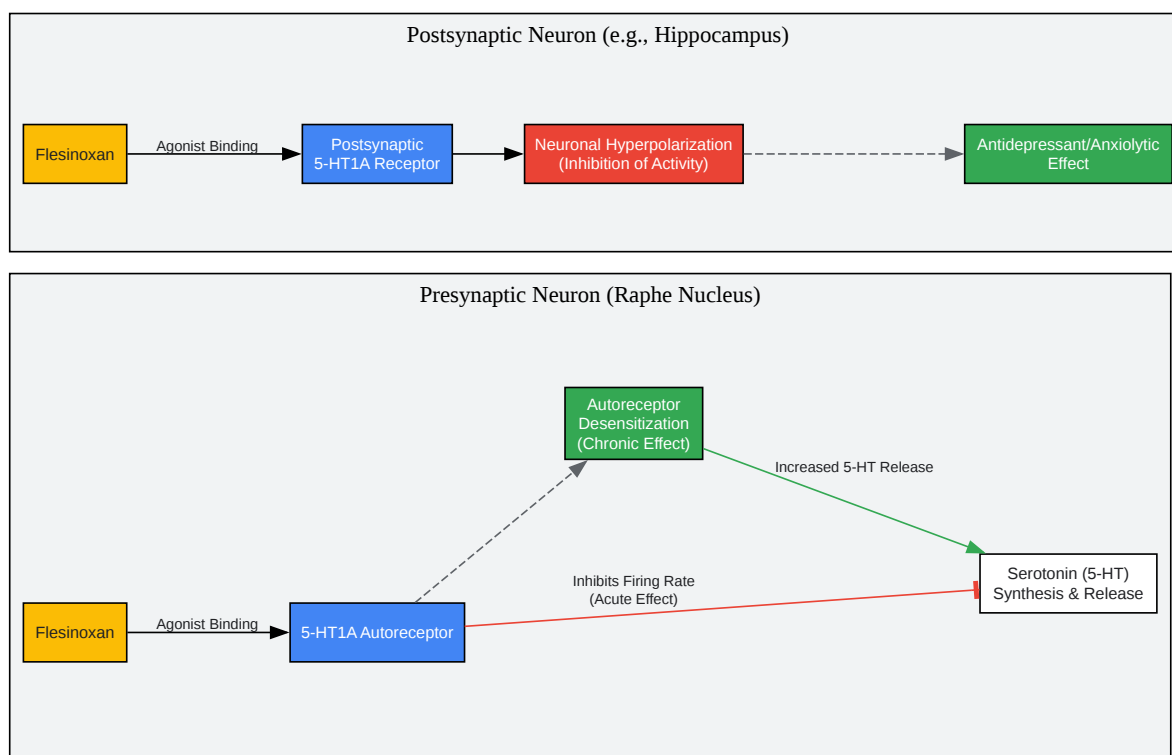 Postsynaptic Neuron (e.g., Hippocampus)
Flesinoxan
Agonist Binding
Postsynaptic
5-HT1A Receptor
Neuronal Hyperpolarization
(Inhibition of Activity)
Antidepressant/Anxiolytic
Effect
Presynaptic Neuron (Raphe Nucleus)
Autoreceptor
Desensitization
(Chronic Effect)
Increased 5-HT Release
Inhibits Firing Rate
(Acute Effect)
Serotonin (5-HT)
Synthesis & Release
Flesinoxan
Agonist Binding
5-HT1A Autoreceptor